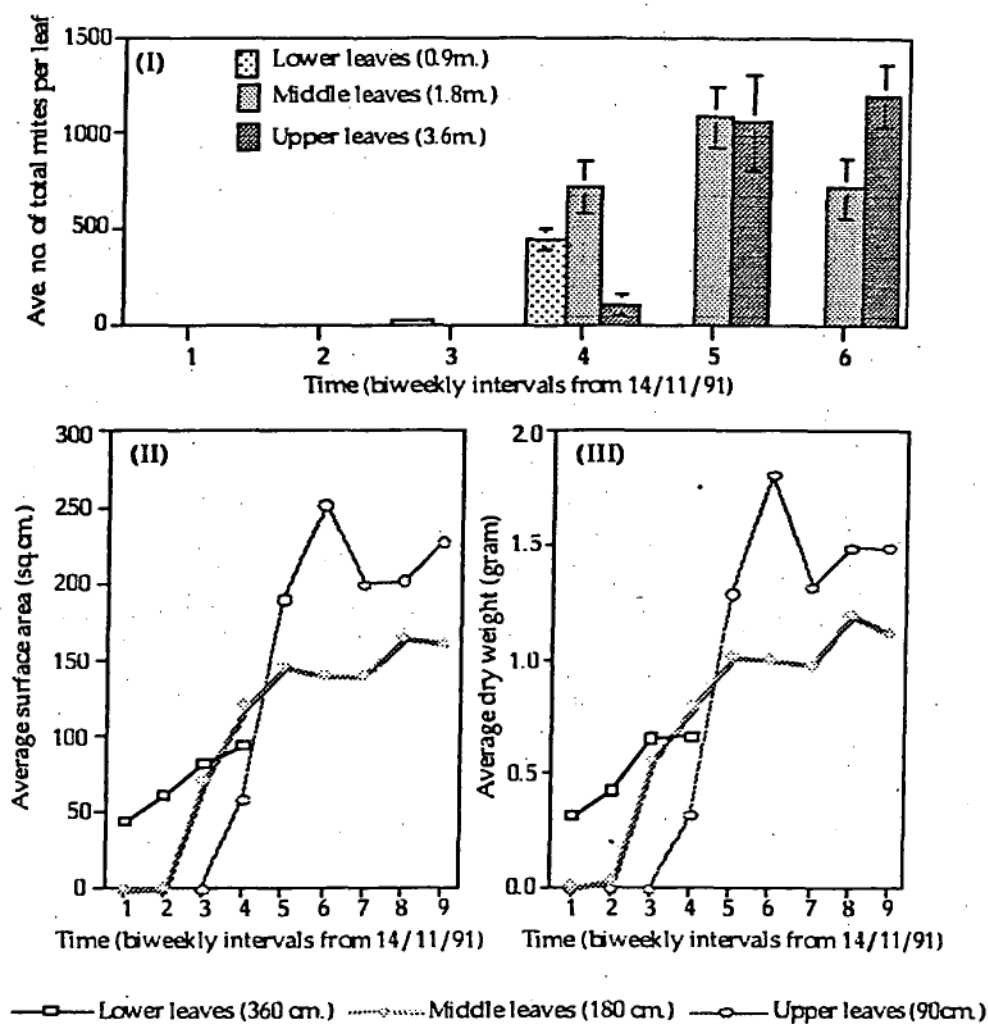 (I)
Lower leaves (0.9m.)
Middle leaves (1.8m.)
Upper leaves (3.6m.)
Ave. no. of total mites per leaf
1500
1000
500
0
1 2 3 4 5 6
Time (biweekly intervals from 14/11/91)
(II)
Average surface area (sq.cm.)
300
250
200
150
100
50
0
1 2 3 4 5 6 7 8 9
Time (biweekly intervals from 14/11/91)
(III)
Average dry weight (gram)
2.0
1.5
1.0
0.5
0.0
1 2 3 4 5 6 7 8 9
Time (biweekly intervals from 14/11/91)
Lower leaves (360 cm.) Middle leaves (180 cm.) Upper leaves (90cm.)